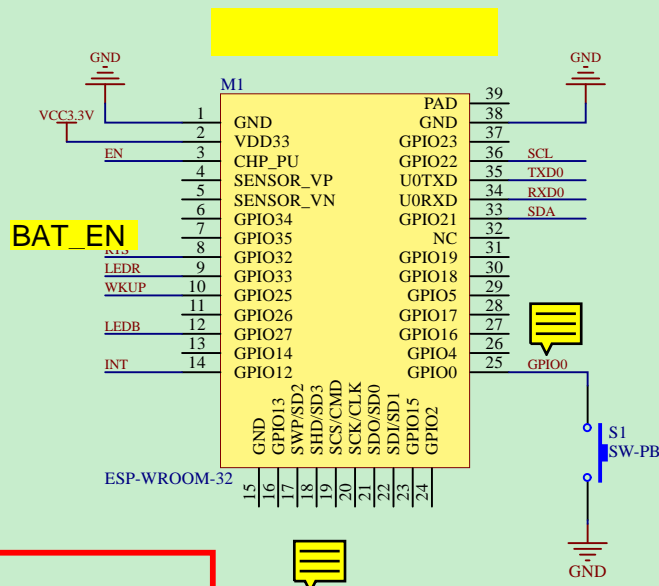 GND
GND
M1
VCC3.3V
1 GND
2 VDD33
EN 3 CHP_PU
4 SENSOR_VP
5 SENSOR_VN
6 GPIO34
7 GPIO35
BAT_EN
8 GPIO32
LEDR 9 GPIO33
WKUP 10 GPIO25
11 GPIO26
LEDB 12 GPIO27
13 GPIO14
INT 14 GPIO12
PAD 39
GND 38
GPIO23 37
GPIO22 36 SCL
U0TXD 35 TXD0
U0RXD 34 RXD0
GPIO21 33 SDA
NC 32
GPIO19 31
GPIO18 30
GPIO5 29
GPIO17 28
GPIO16 27
GPIO4 26
GPIO0 25 GPIO0
GND 15
GPIO13 16
SWP/SD2 17
SHD/SD3 18
SCS/CMD 19
SCK/CLK 20
SDO/SD0 21
SDI/SD1 22
GPIO15 23
GPIO2 24
ESP-WROOM-32
S1
SW-PB
GND